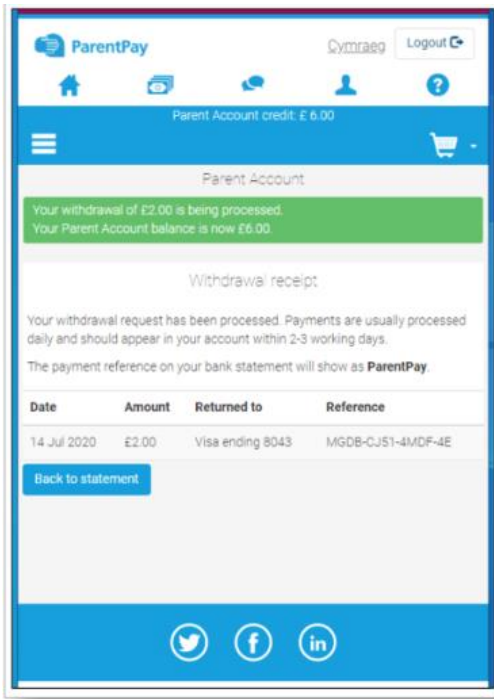 ParentPay
Cymraeg
Logout
Parent Account credit: £ 6.00
Parent Account
Your withdrawal of £2.00 is being processed.
Your Parent Account balance is now £6.00.
Withdrawal receipt
Your withdrawal request has been processed. Payments are usually processed
daily and should appear in your account within 2-3 working days.
The payment reference on your bank statement will show as ParentPay.
Date Amount Returned to Reference
14 Jul 2020 £2.00 Visa ending 8043 MGDB-CJ51-4MDF-4E
Back to statement